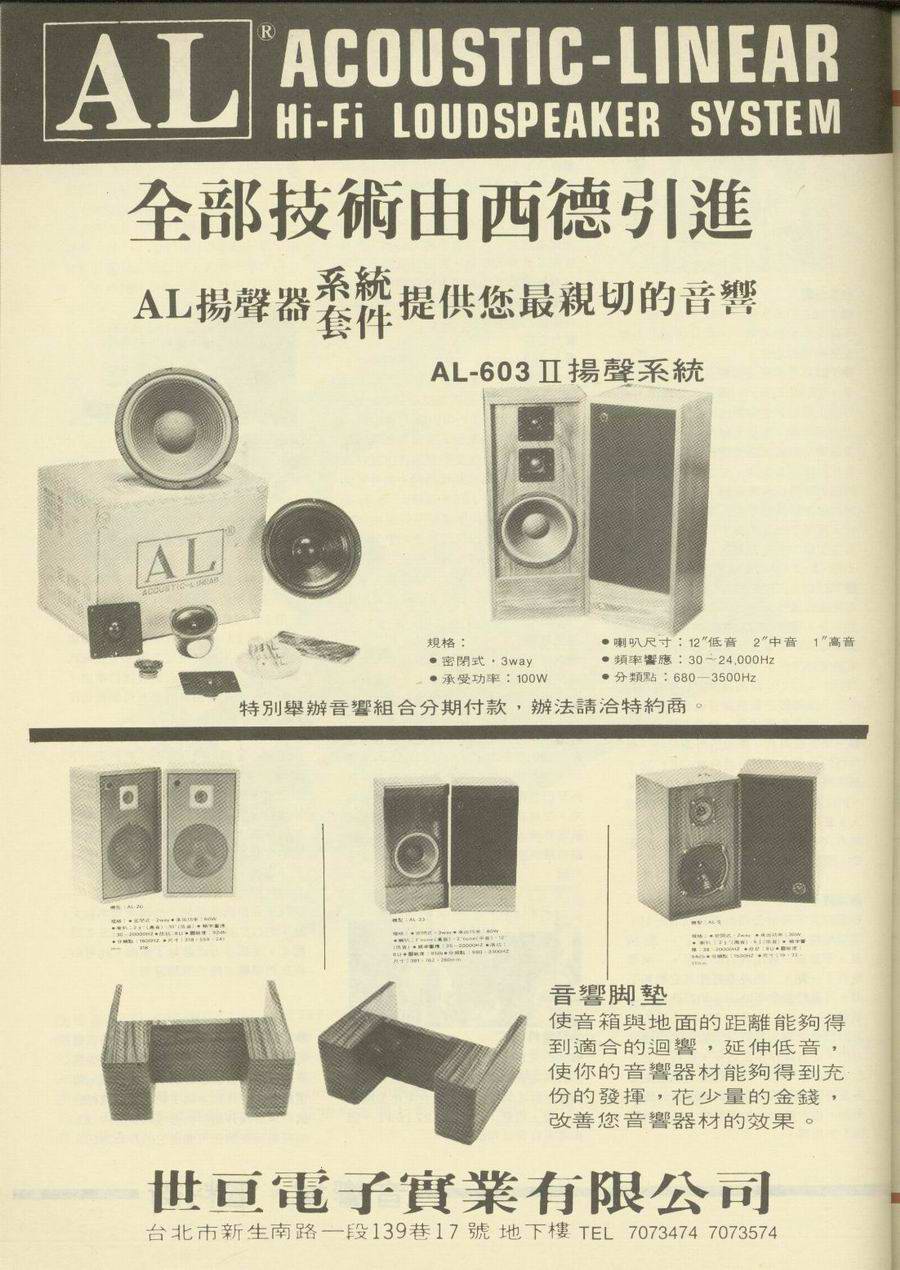 AL® ACOUSTIC-LINEAR
Hi-Fi LOUDSPEAKER SYSTEM
全部技術由西德引進
AL揚聲器系統套件提供您最親切的音響
AL-603 II 揚聲系統
AL®
ACOUSTIC-LINEAR
規格：
●密閉式・3way
●承受功率：100W
●喇叭尺寸：12″低音 2″中音 1″高音
●頻率響應：30～24,000Hz
●分類點：680—3500Hz
特別舉辦音響組合分期付款，辦法請洽特約商。
機型：AL-20
機型：AL-33
機型：AL-5
音響脚墊
使音箱與地面的距離能夠得
到適合的迴響，延伸低音，
使你的音響器材能夠得到充
份的發揮，花少量的金錢，
改善您音響器材的效果。
世亘電子實業有限公司
台北市新生南路一段139巷17號地下樓 TEL 7073474 7073574